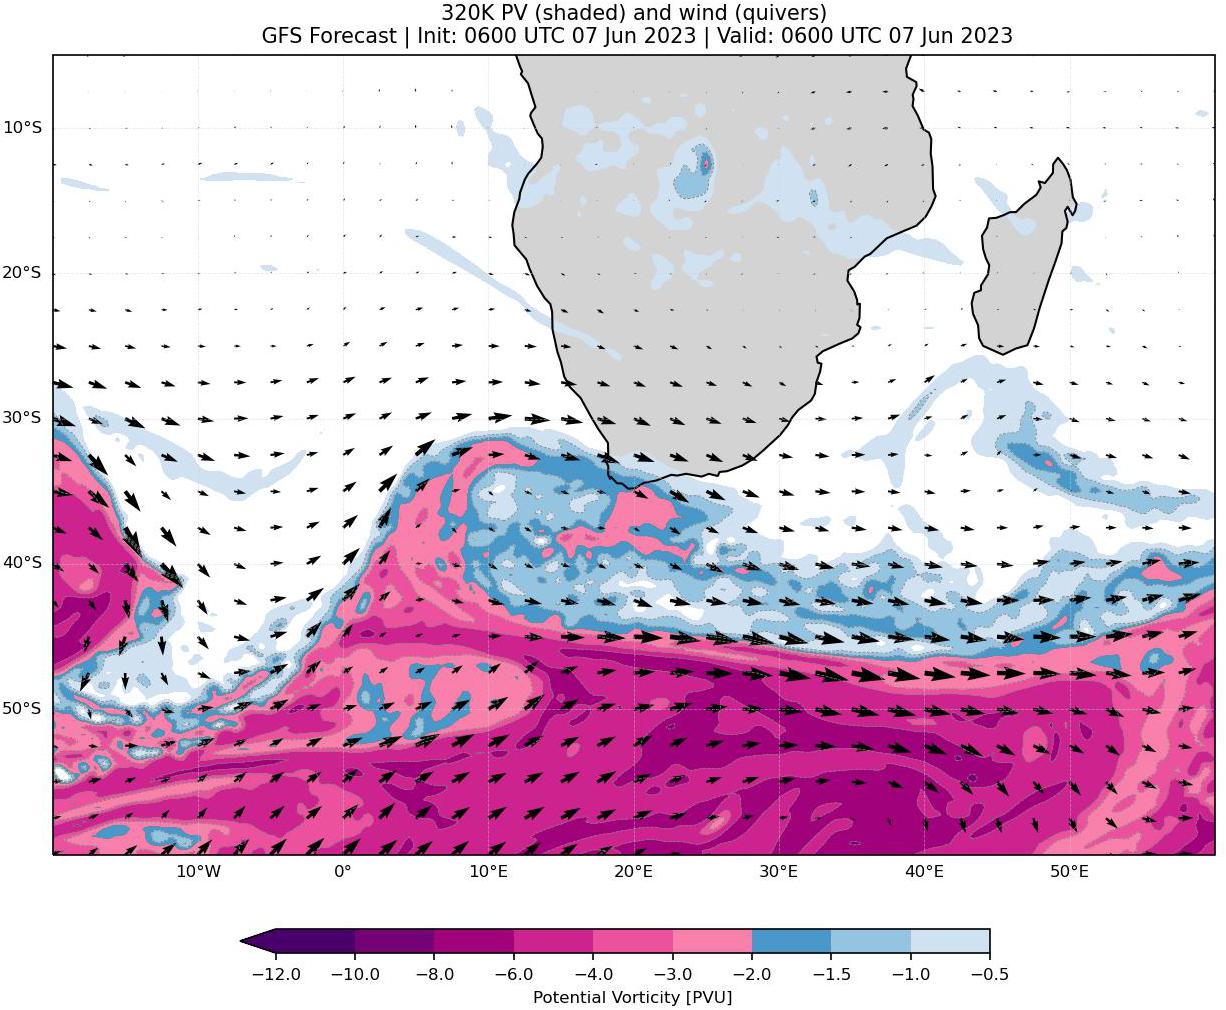 320K PV (shaded) and wind (quivers)
GFS Forecast | Init: 0600 UTC 07 Jun 2023 | Valid: 0600 UTC 07 Jun 2023
10°S
20°S
30°S
40°S
50°S
10°W 0° 10°E 20°E 30°E 40°E 50°E
−12.0 −10.0 −8.0 −6.0 −4.0 −3.0 −2.0 −1.5 −1.0 −0.5
Potential Vorticity [PVU]